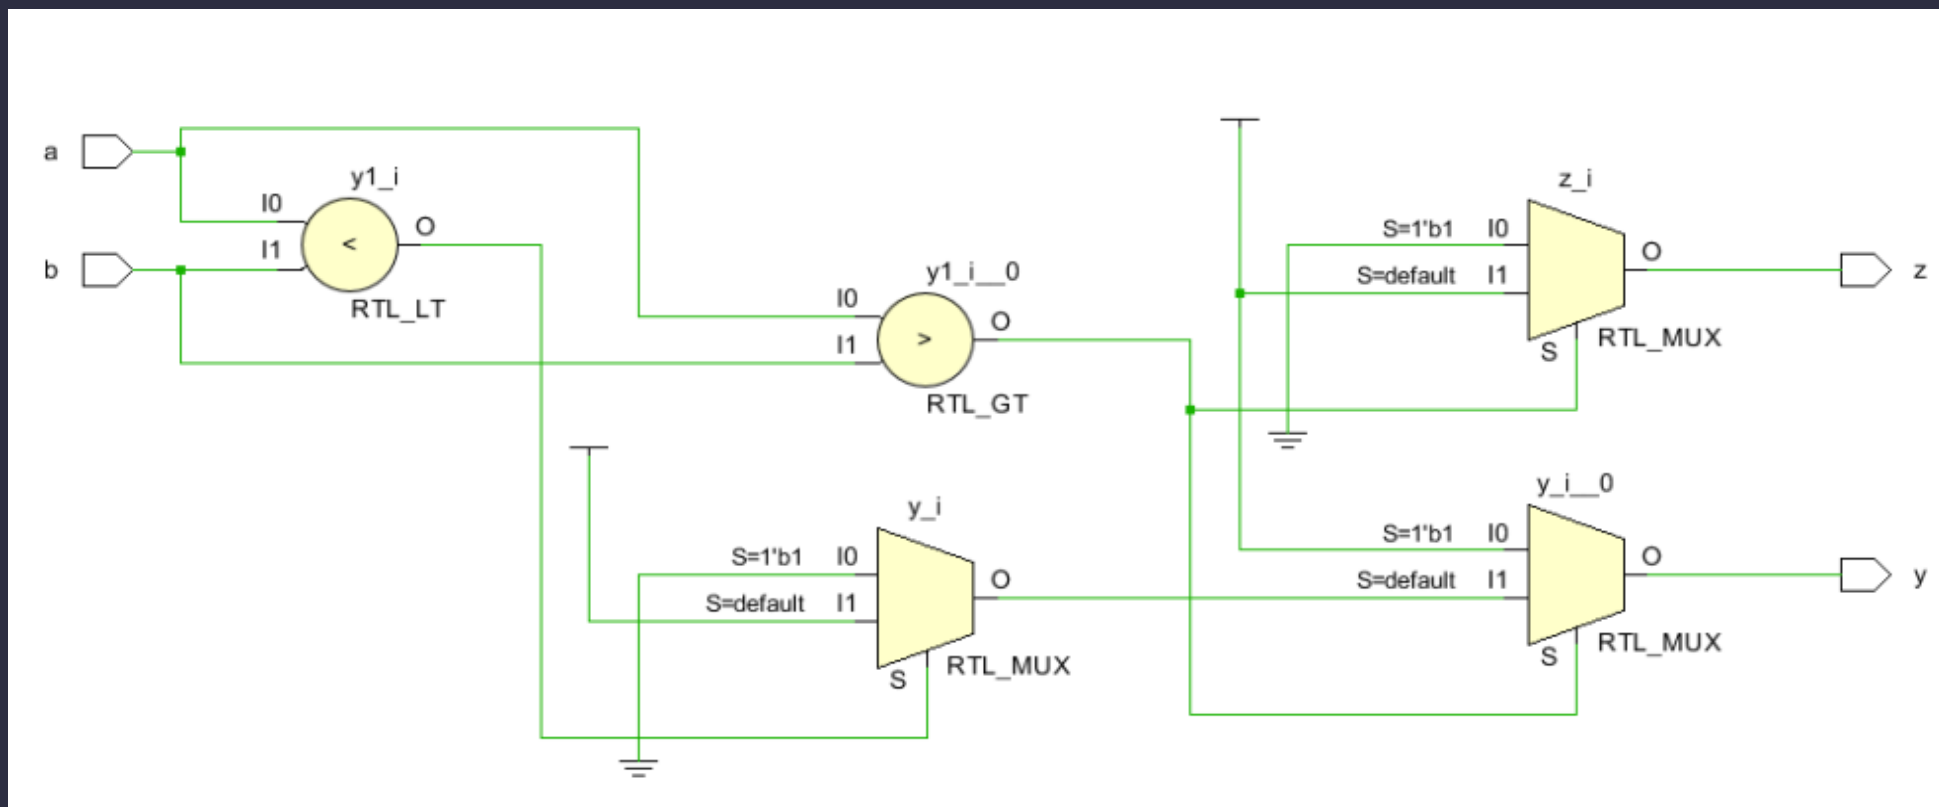 a
b
y1_i
I0
I1
<
O
RTL_LT
y1_i__0
I0
I1
>
O
RTL_GT
z_i
S=1'b1 I0
S=default I1
O
S
RTL_MUX
z
y_i
S=1'b1 I0
S=default I1
O
S
RTL_MUX
y_i__0
S=1'b1 I0
S=default I1
O
S
RTL_MUX
y